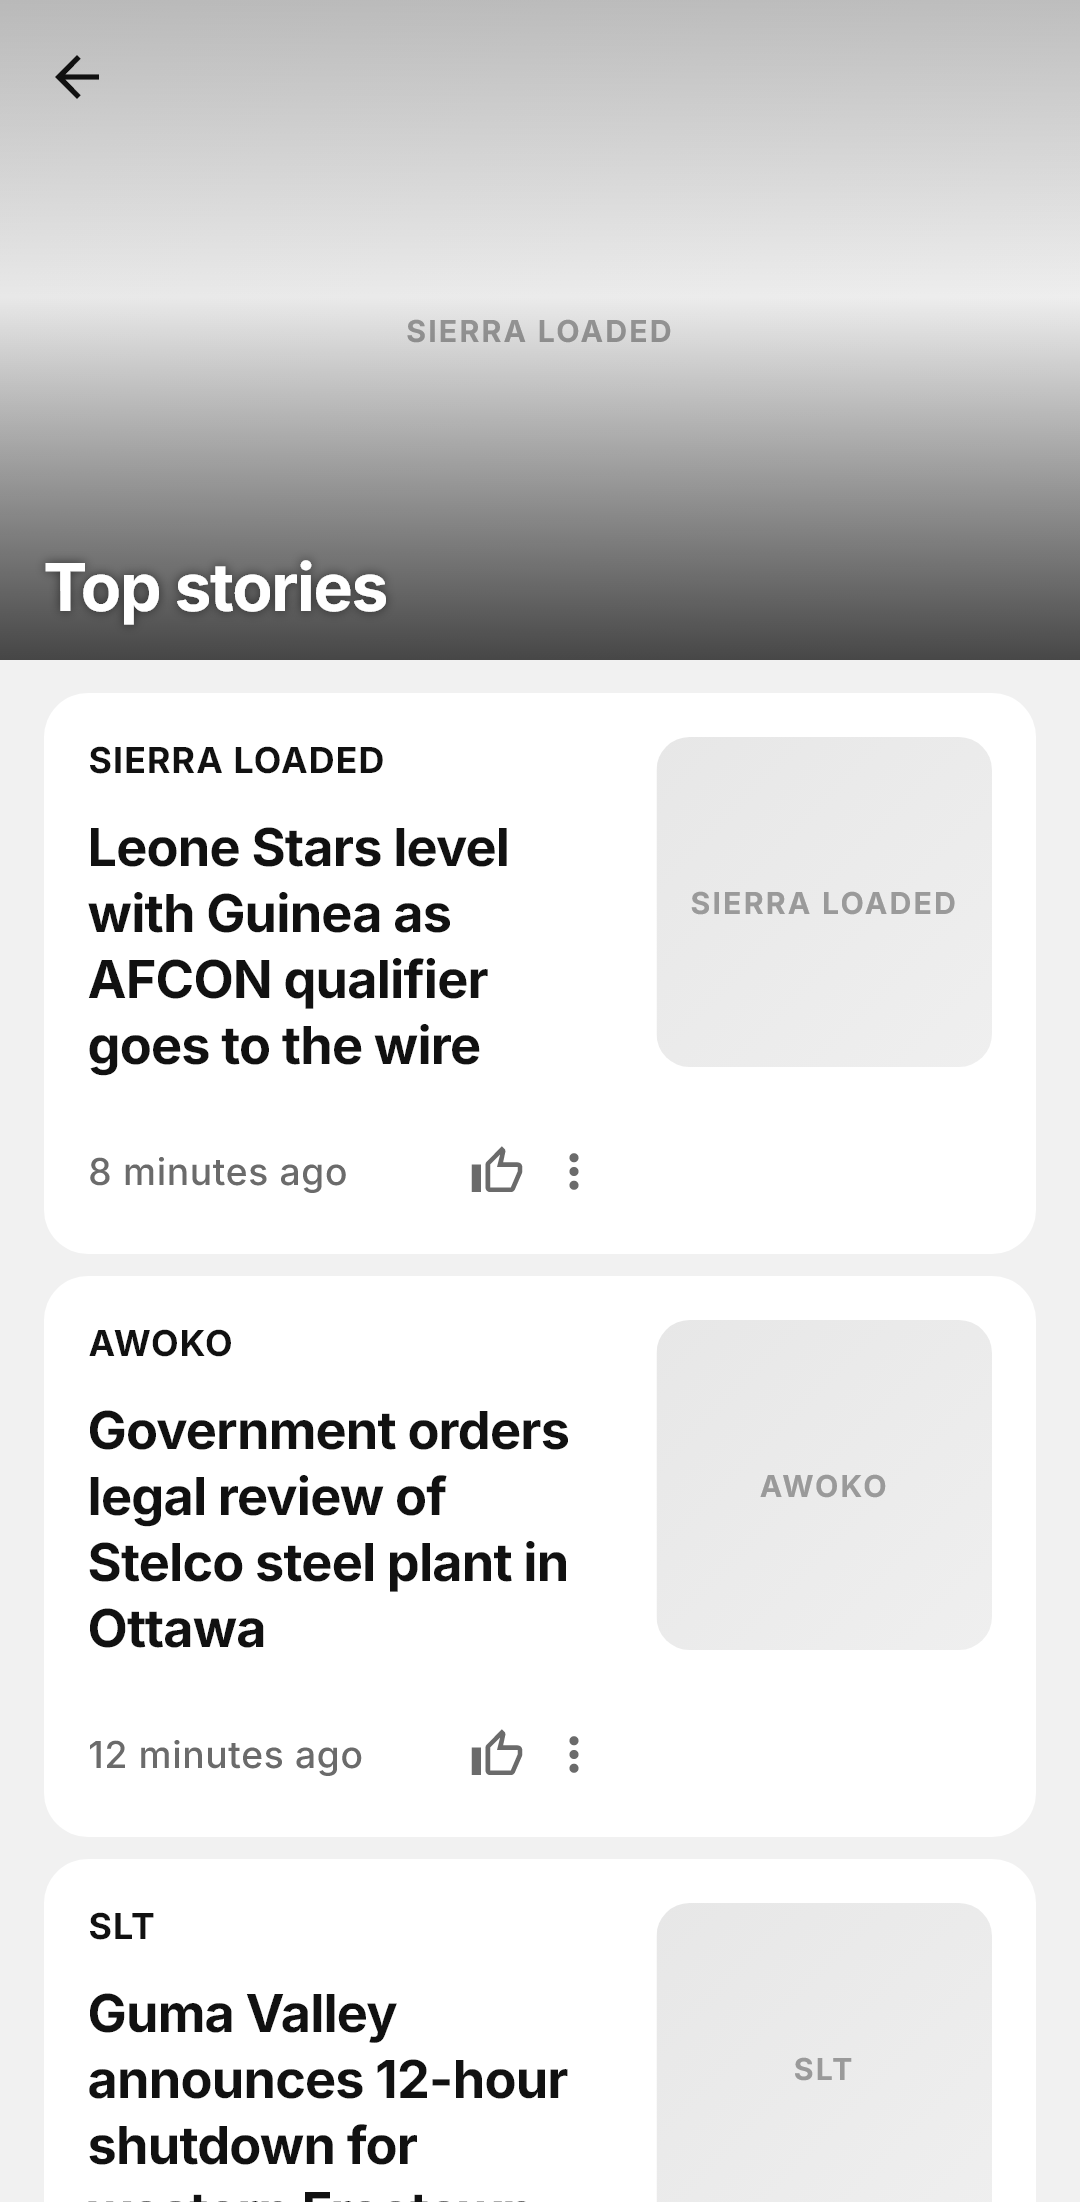 SIERRA LOADED
Top stories
SIERRA LOADED
Leone Stars level
with Guinea as
AFCON qualifier
goes to the wire
SIERRA LOADED
8 minutes ago
AWOKO
Government orders
legal review of
Stelco steel plant in
Ottawa
AWOKO
12 minutes ago
SLT
Guma Valley
announces 12-hour
shutdown for
western Freetown
SLT